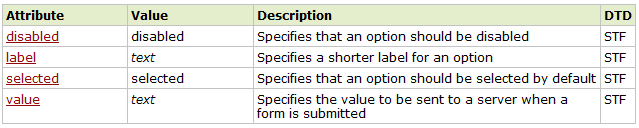 Attribute Value Description DTD
disabled disabled Specifies that an option should be disabled STF
label text Specifies a shorter label for an option STF
selected selected Specifies that an option should be selected by default STF
value text Specifies the value to be sent to a server when a STF
form is submitted